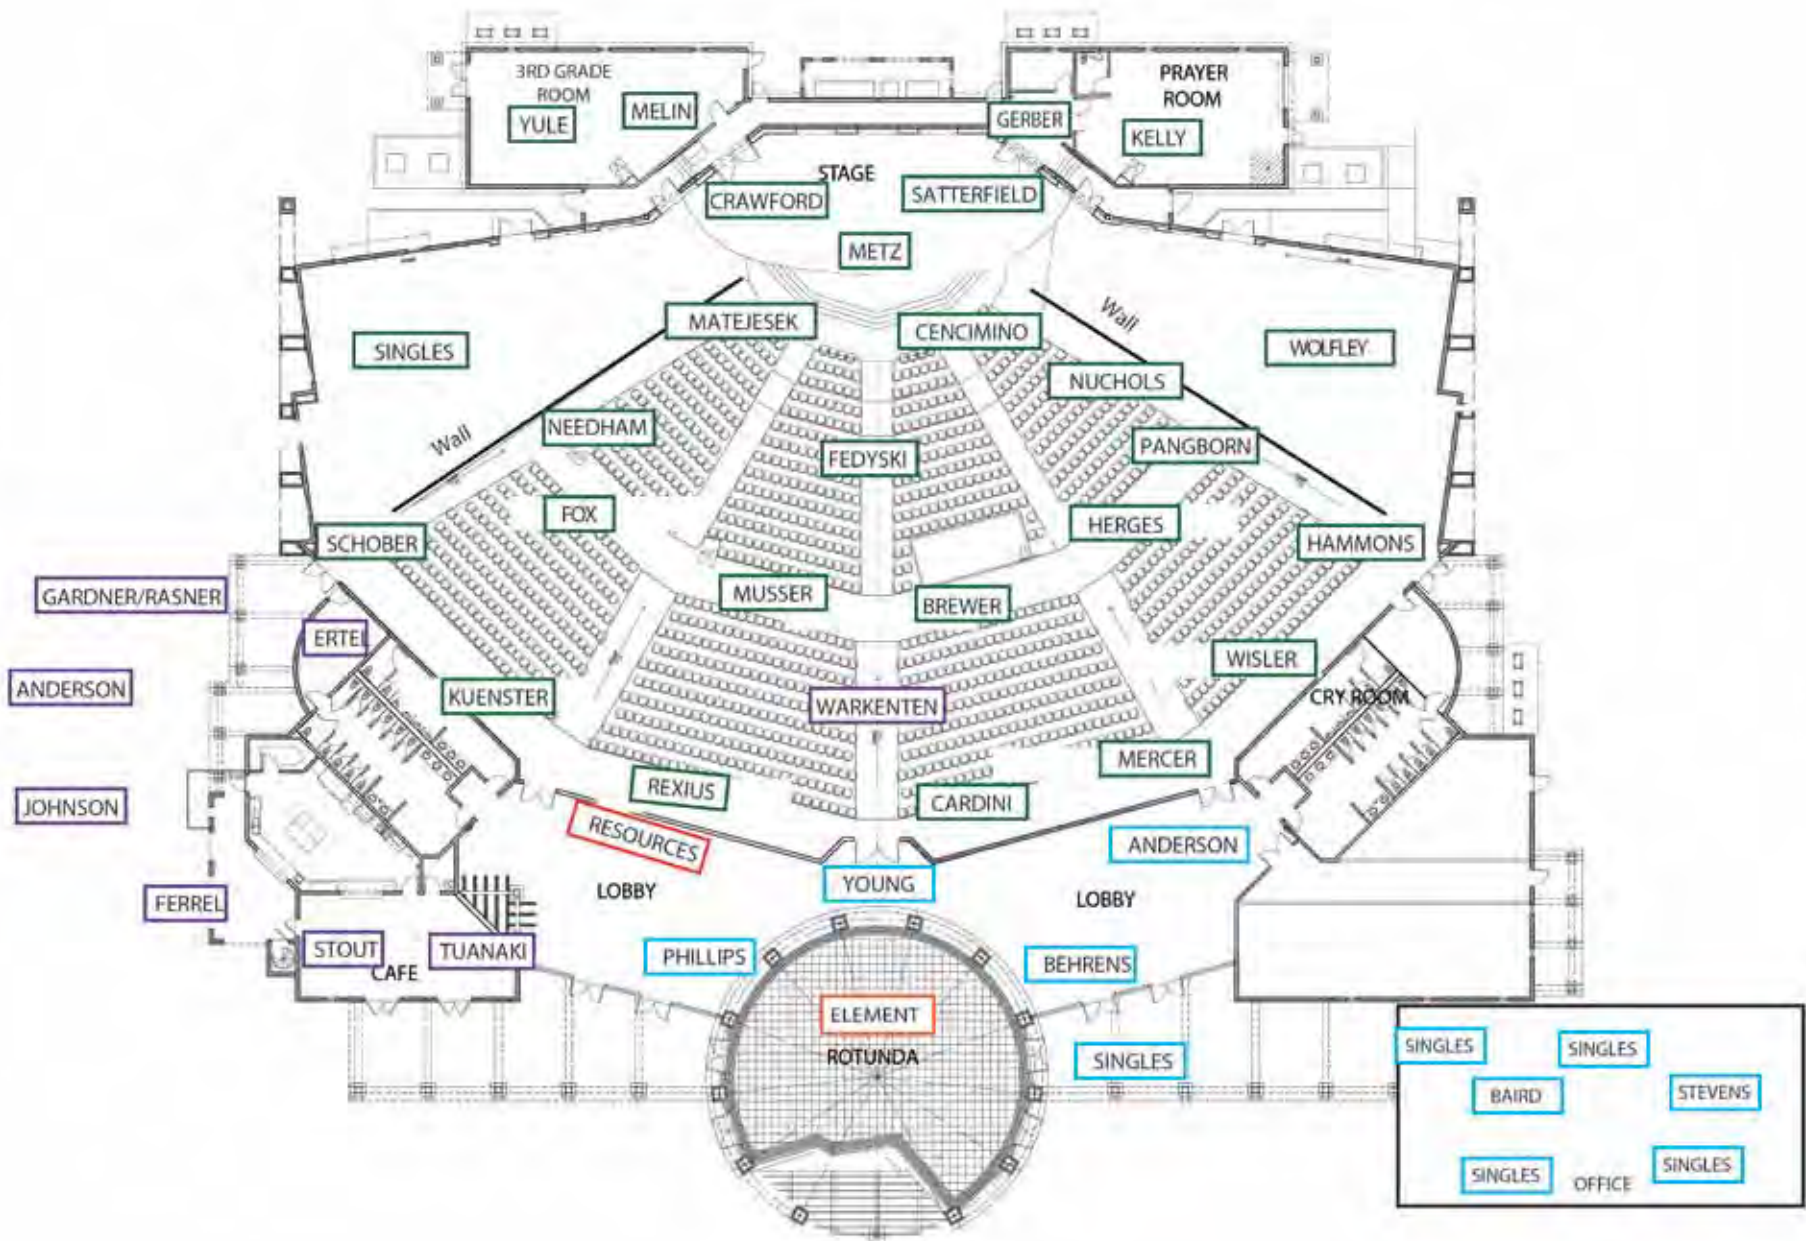 3RD GRADE
ROOM
YULE
MELIN
GERBER
PRAYER
ROOM
KELLY
STAGE
CRAWFORD
SATTERFIELD
METZ
SINGLES
MATEJESEK
CENCIMINO
Wall
WOLFLEY
NUCHOLS
Wall
NEEDHAM
FEDYSKI
PANGBORN
FOX
HERGES
SCHOBER
HAMMONS
GARDNER/RASNER
MUSSER
BREWER
ERTEL
WISLER
ANDERSON
KUENSTER
WARKENTEN
CRY ROOM
MERCER
JOHNSON
REXIUS
CARDINI
RESOURCES
ANDERSON
YOUNG
LOBBY
LOBBY
FERREL
STOUT
TUANAKI
CAFE
PHILLIPS
BEHRENS
ELEMENT
ROTUNDA
SINGLES
SINGLES
SINGLES
BAIRD
STEVENS
SINGLES
SINGLES
OFFICE